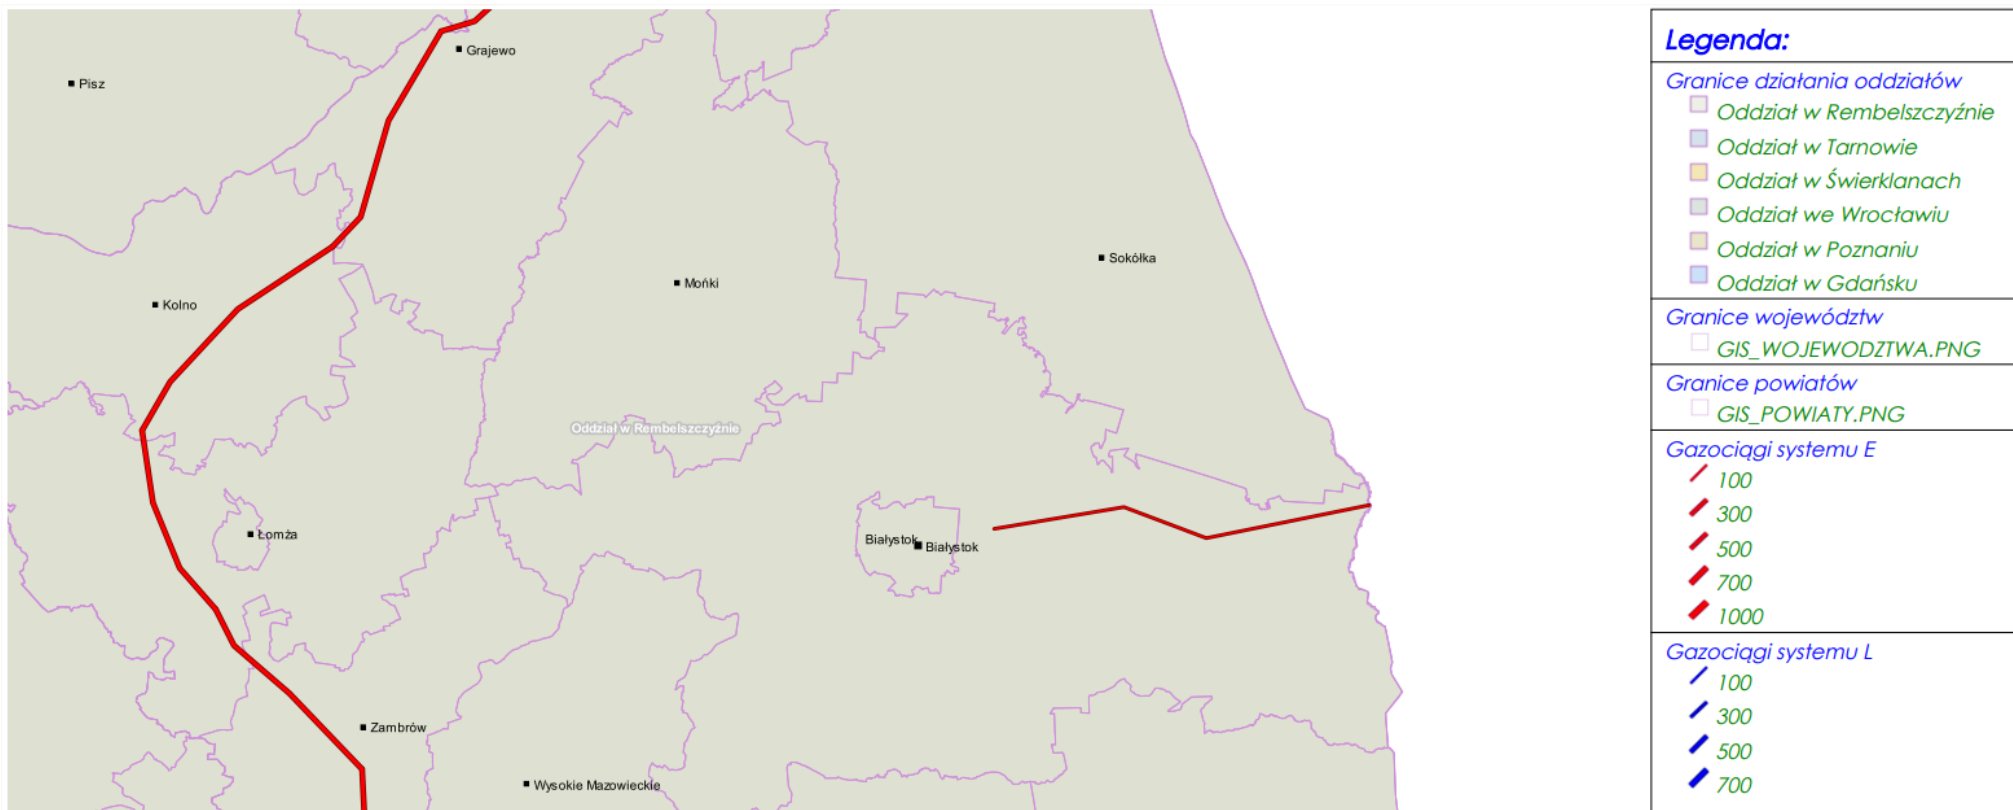 Grajewo
Pisz
Sokółka
Mońki
Kolno
Oddział w Rembelszczyźnie
Łomża
Białystok
Białystok
Zambrów
Wysokie Mazowieckie
Legenda:
Granice działania oddziałów
Oddział w Rembelszczyźnie
Oddział w Tarnowie
Oddział w Świerklanach
Oddział we Wrocławiu
Oddział w Poznaniu
Oddział w Gdańsku
Granice województw
GIS_WOJEWODZTWA.PNG
Granice powiatów
GIS_POWIATY.PNG
Gazociągi systemu E
100
300
500
700
1000
Gazociągi systemu L
100
300
500
700